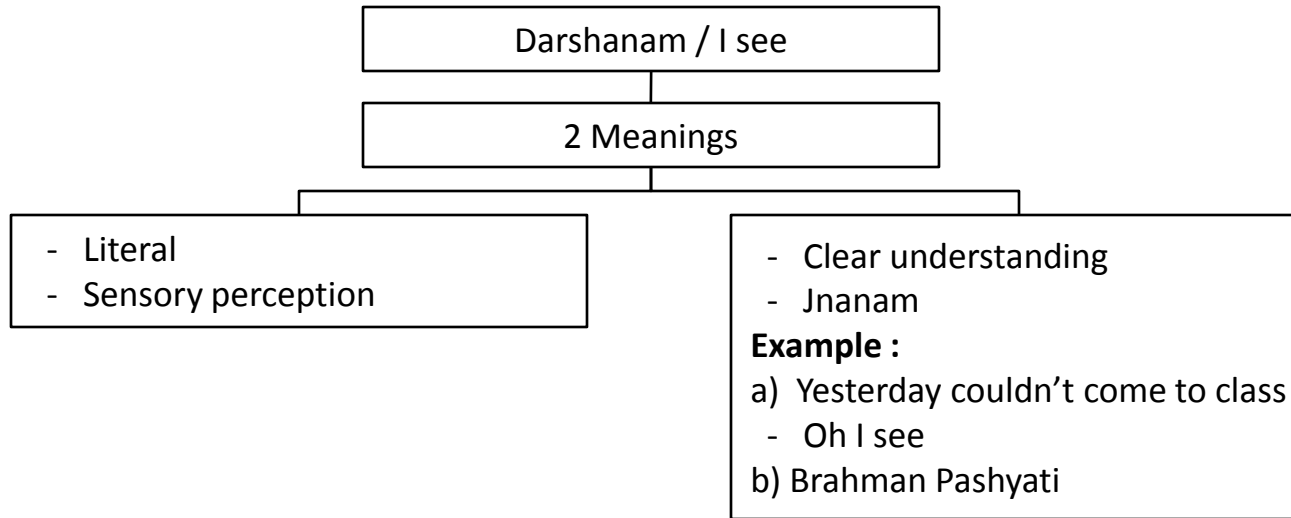 Darshanam / I see
2 Meanings
- Literal
- Sensory perception
- Clear understanding
- Jnanam
Example :
a) Yesterday couldn’t come to class
- Oh I see
b) Brahman Pashyati